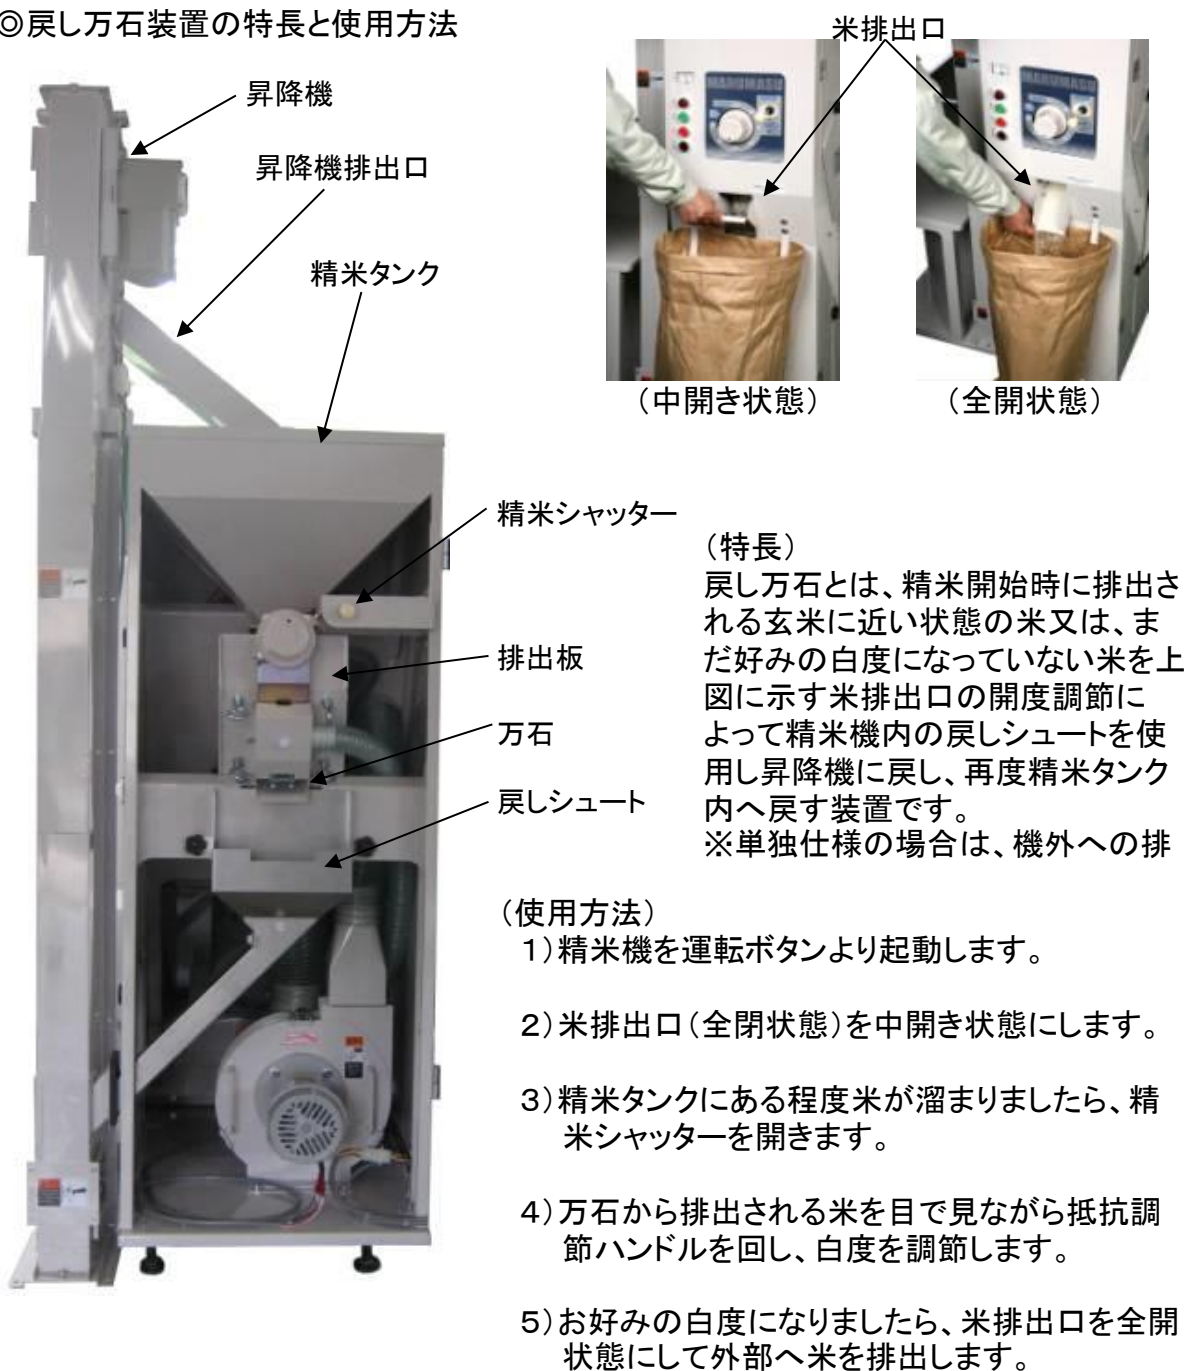 ◎戻し万石装置の特長と使用方法
米排出口
昇降機
昇降機排出口
精米タンク
MARUMASU
（中開き状態）
（全開状態）
精米シャッター
排出板
万石
戻しシュート
（特長）
戻し万石とは、精米開始時に排出さ
れる玄米に近い状態の米又は、ま
だ好みの白度になっていない米を上
図に示す米排出口の開度調節に
よって精米機内の戻しシュートを使
用し昇降機に戻し、再度精米タンク
内へ戻す装置です。
※単独仕様の場合は、機外への排
（使用方法）
1）精米機を運転ボタンより起動します。
2）米排出口（全閉状態）を中開き状態にします。
3）精米タンクにある程度米が溜まりましたら、精
米シャッターを開きます。
4）万石から排出される米を目で見ながら抵抗調
節ハンドルを回し、白度を調節します。
5）お好みの白度になりましたら、米排出口を全開
状態にして外部へ米を排出します。